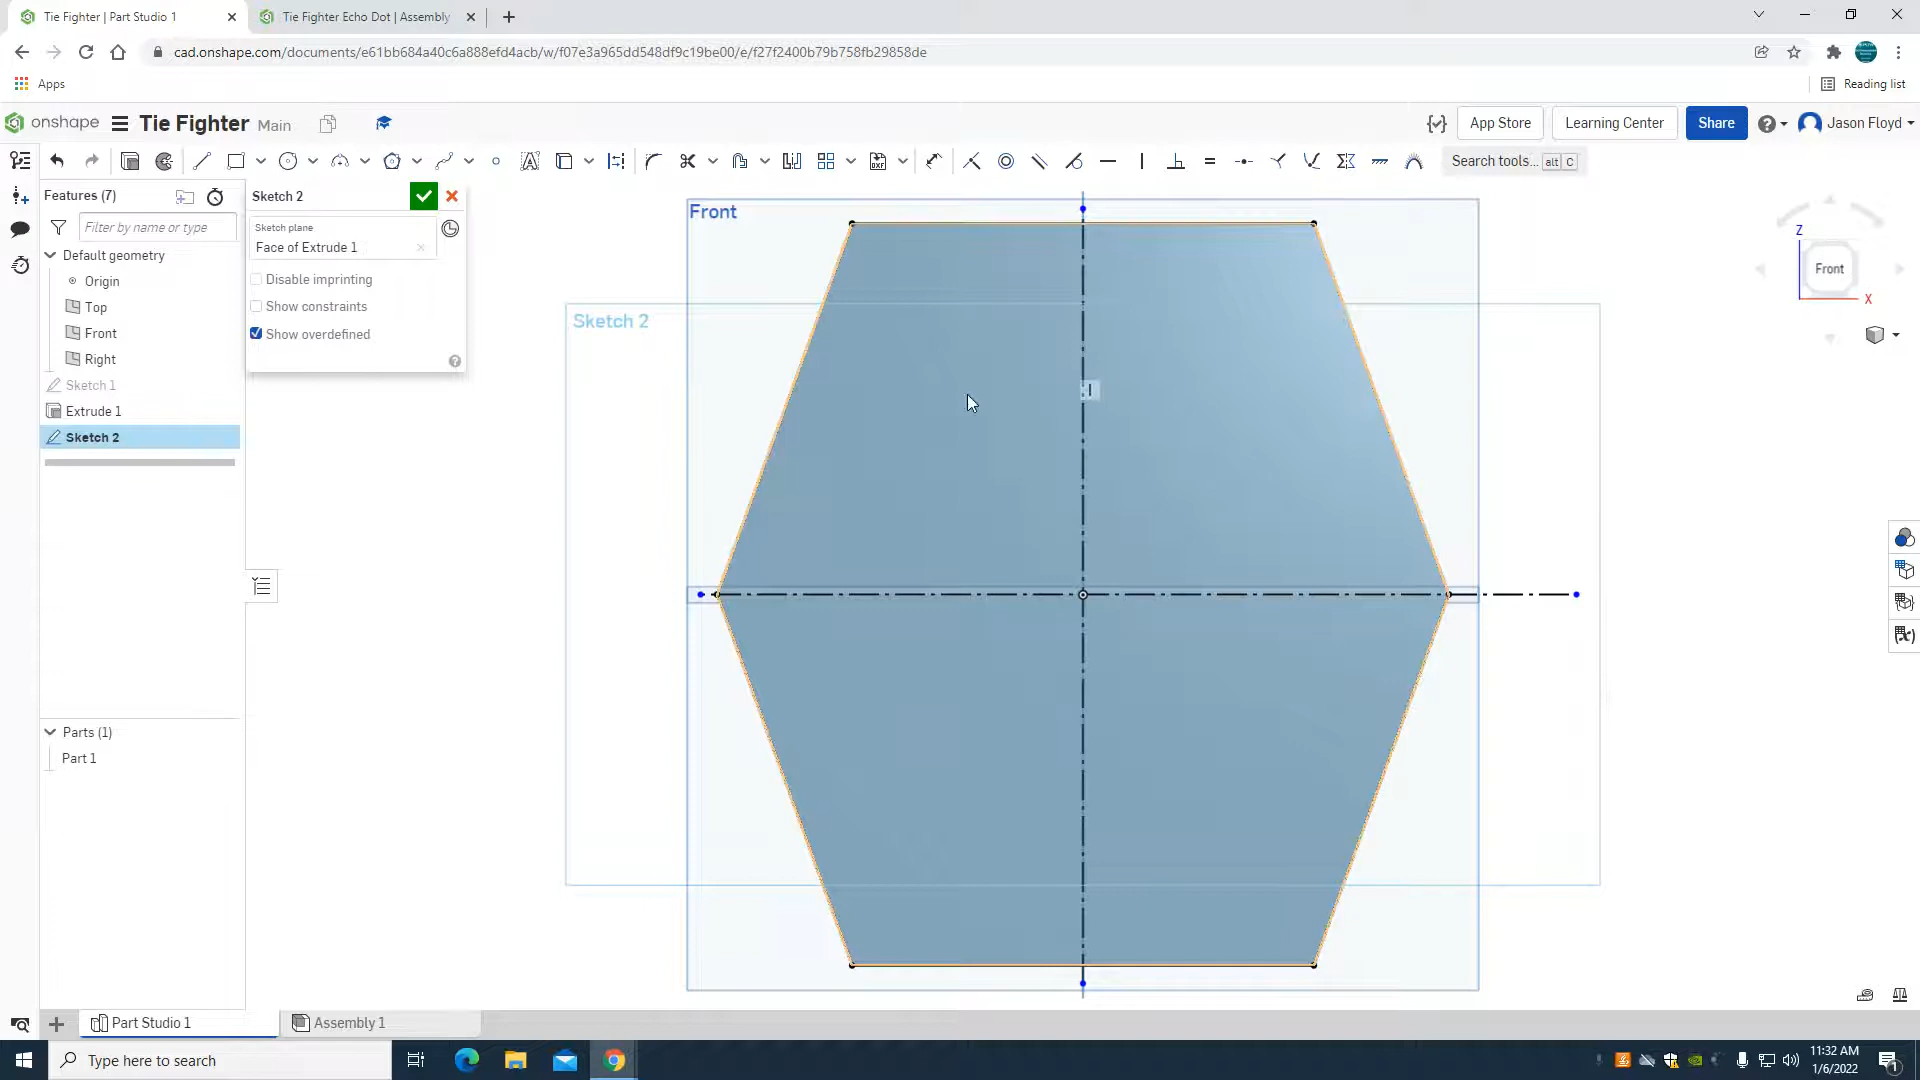 Tie Fighter | Part Studio 1
Tie Fighter Echo Dot | Assembly
cad.onshape.com/documents/e61bb684a40c6a888efd4acb/w/f07e3a965dd548df9c19be00/e/f27f2400b79b758fb29858de
Apps
Reading list
onshape
Tie Fighter
Main
App Store
Learning Center
Share
Jason Floyd
Search tools... alt C
Features (7)
Filter by name or type
Default geometry
Origin
Top
Front
Right
Sketch 1
Extrude 1
Sketch 2
Parts (1)
Part 1
Sketch 2
Sketch plane
Face of Extrude 1
Disable imprinting
Show constraints
Show overdefined
Front
Sketch 2
Z
Front
X
Part Studio 1
Assembly 1
Type here to search
11:32 AM
1/6/2022
1